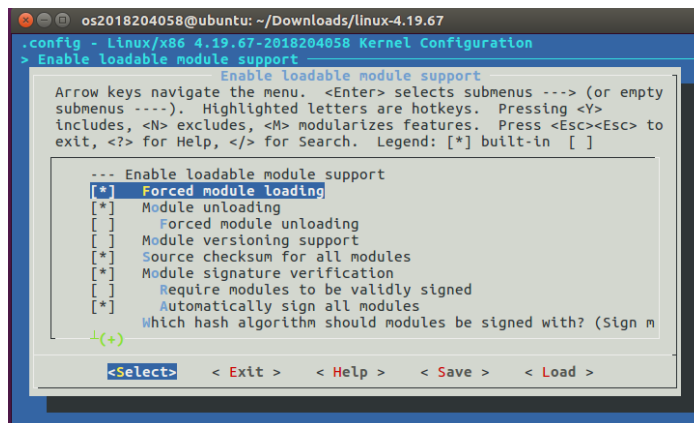 os2018204058@ubuntu: ~/Downloads/linux-4.19.67
.config - Linux/x86 4.19.67-2018204058 Kernel Configuration
> Enable loadable module support
Enable loadable module support
Arrow keys navigate the menu.  <Enter> selects submenus ---> (or empty
submenus ----).  Highlighted letters are hotkeys.  Pressing <Y>
includes, <N> excludes, <M> modularizes features.  Press <Esc><Esc> to
exit, <?> for Help, </> for Search.  Legend: [*] built-in  [ ]
--- Enable loadable module support
[*]   Forced module loading
[*]   Module unloading
[ ]     Forced module unloading
[ ]   Module versioning support
[*]   Source checksum for all modules
[*]   Module signature verification
[ ]     Require modules to be validly signed
[*]     Automatically sign all modules
Which hash algorithm should modules be signed with? (Sign m
(+)
<Select>    < Exit >    < Help >    < Save >    < Load >